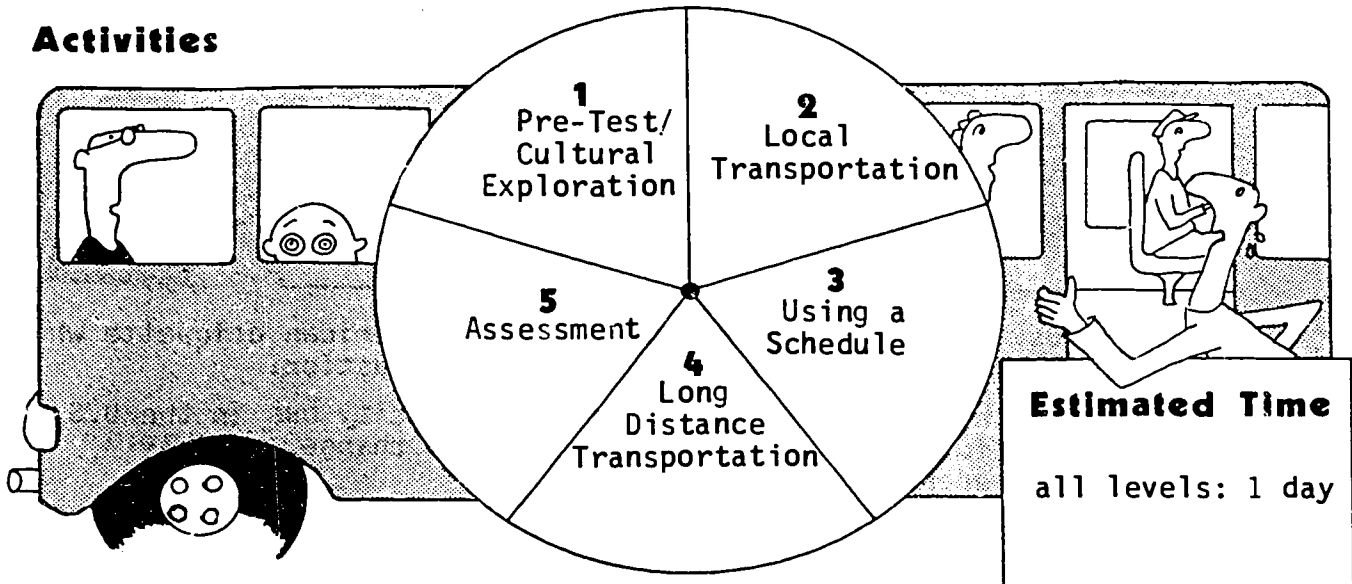 Activities
1
Pre-Test/
Cultural
Exploration
2
Local
Transportation
3
Using a
Schedule
4
Long
Distance
Transportation
5
Assessment
Estimated Time
all levels: 1 day